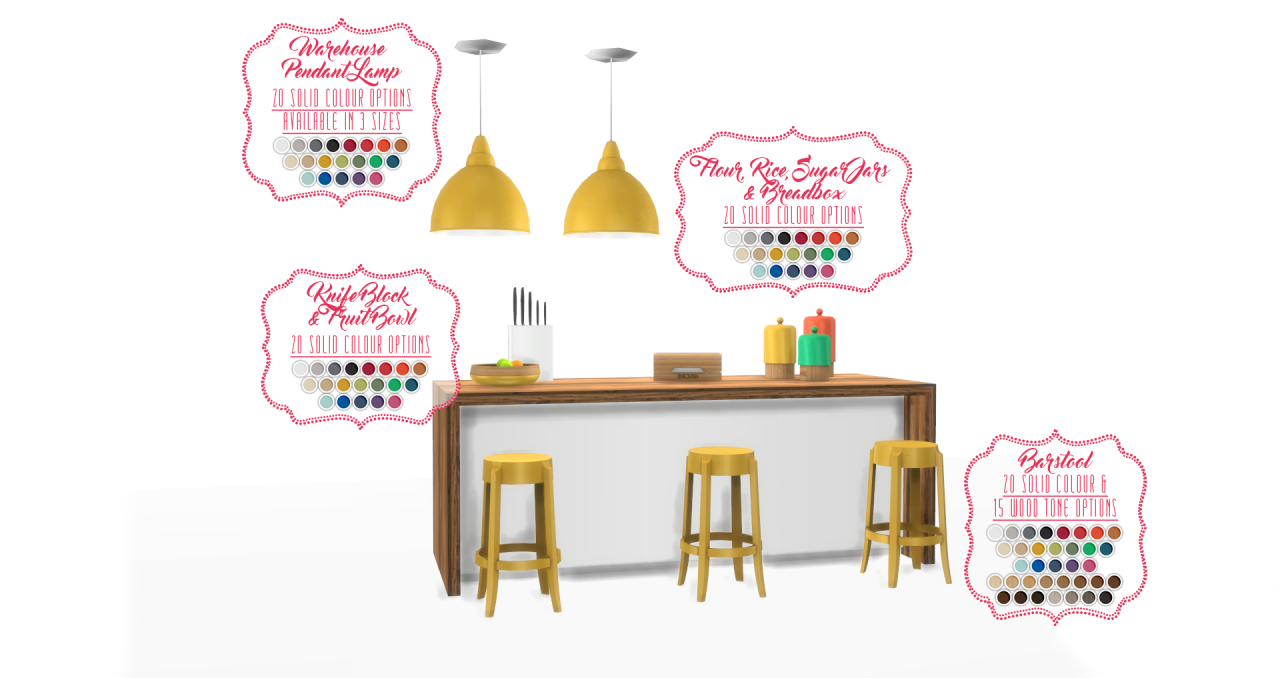 Warehouse
Pendant Lamp
20 SOLID COLOUR OPTIONS
AVAILABLE IN 3 SIZES
Flour, Rice, Sugar Jars
& Breadbox
20 SOLID COLOUR OPTIONS
Knife Block
& Fruit Bowl
20 SOLID COLOUR OPTIONS
Barstool
20 SOLID COLOUR &
15 WOOD TONE OPTIONS